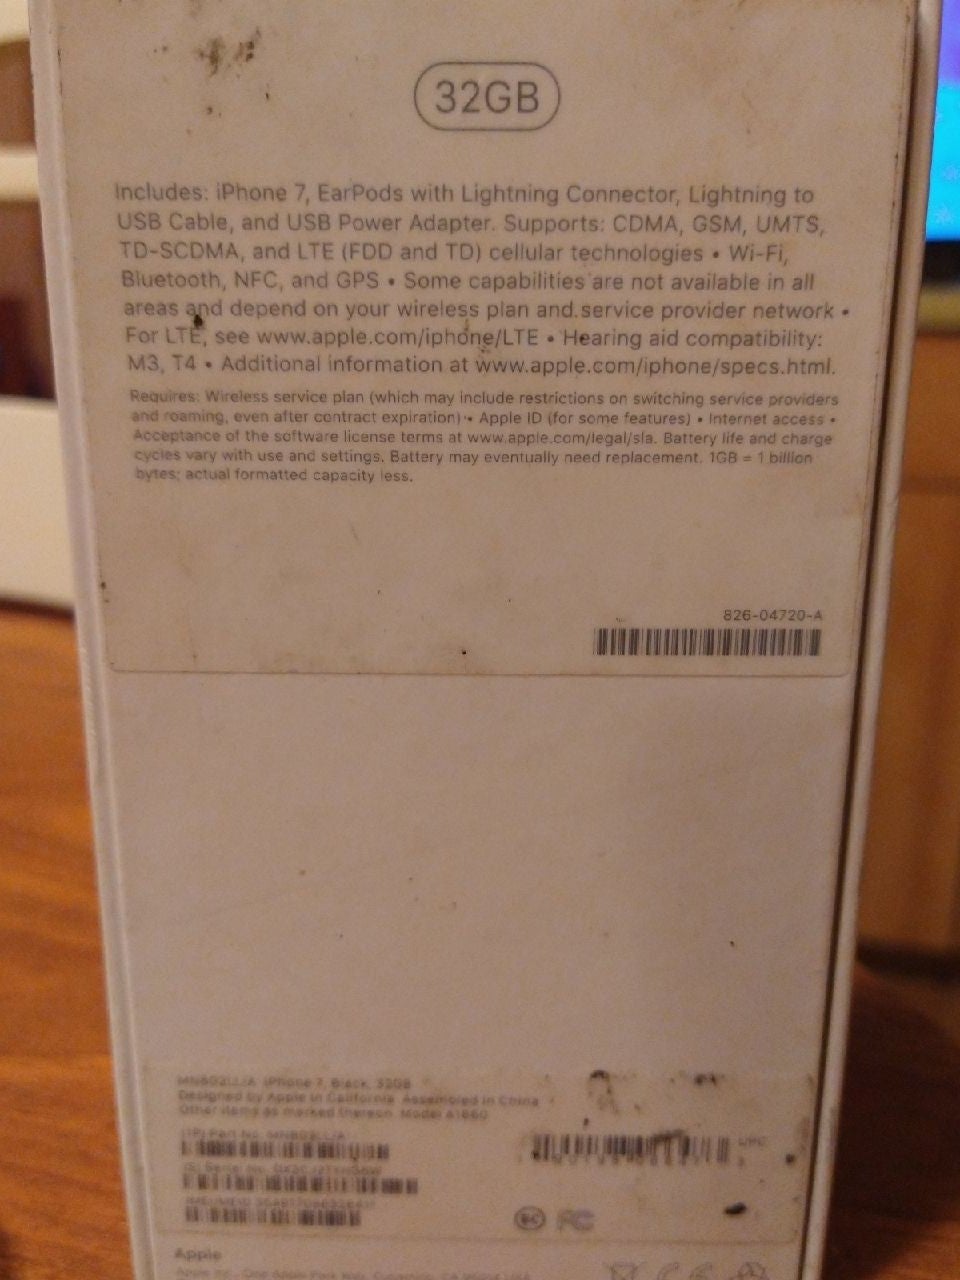 32GB
Includes: iPhone 7, EarPods with Lightning Connector, Lightning to
USB Cable, and USB Power Adapter. Supports: CDMA, GSM, UMTS,
TD-SCDMA, and LTE (FDD and TD) cellular technologies • Wi-Fi,
Bluetooth, NFC, and GPS • Some capabilities are not available in all
areas and depend on your wireless plan and service provider network •
For LTE, see www.apple.com/iphone/LTE • Hearing aid compatibility:
M3, T4 • Additional information at www.apple.com/iphone/specs.html.
Requires: Wireless service plan (which may include restrictions on switching service providers
and roaming, even after contract expiration) • Apple ID (for some features) • Internet access •
Acceptance of the software license terms at www.apple.com/legal/sla. Battery life and charge
cycles vary with use and settings. Battery may eventually need replacement. 1GB = 1 billion
bytes; actual formatted capacity less.
826-04720-A
iPhone 7, Black, 32GB
Designed by Apple in California Assembled in China
Other items as marked thereon Model A1660
(1P) Part No.
(S) Serial No.
FC
Apple